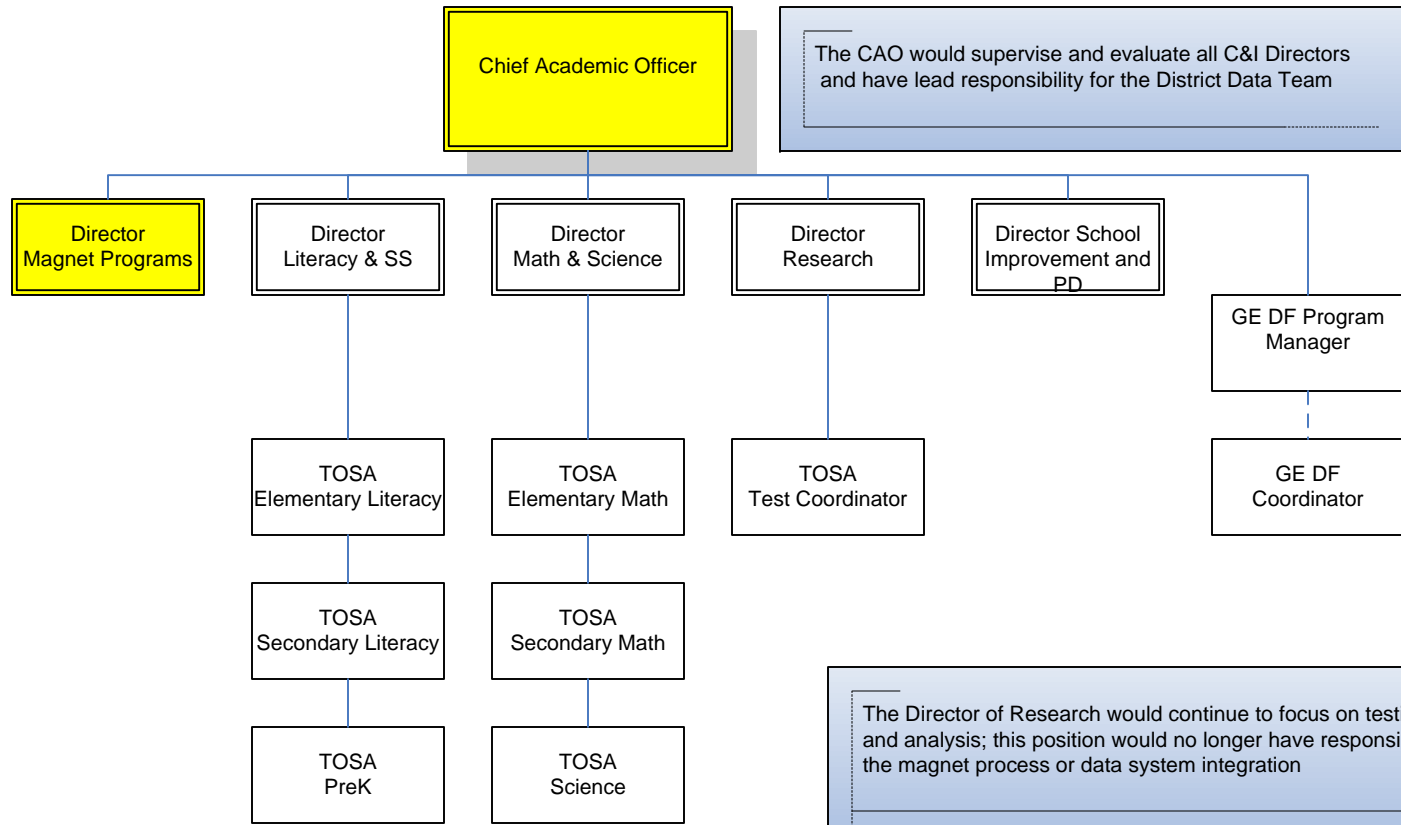 Chief Academic Officer
The CAO would supervise and evaluate all C&I Directors
and have lead responsibility for the District Data Team
Director
Magnet Programs
Director
Literacy & SS
Director
Math & Science
Director
Research
Director School
Improvement and
PD
GE DF Program
Manager
TOSA
Elementary Literacy
TOSA
Elementary Math
TOSA
Test Coordinator
GE DF
Coordinator
TOSA
Secondary Literacy
TOSA
Secondary Math
The Director of Research would continue to focus on
and analysis; this position would no longer have
the magnet process or data system integration
TOSA
PreK
TOSA
Science